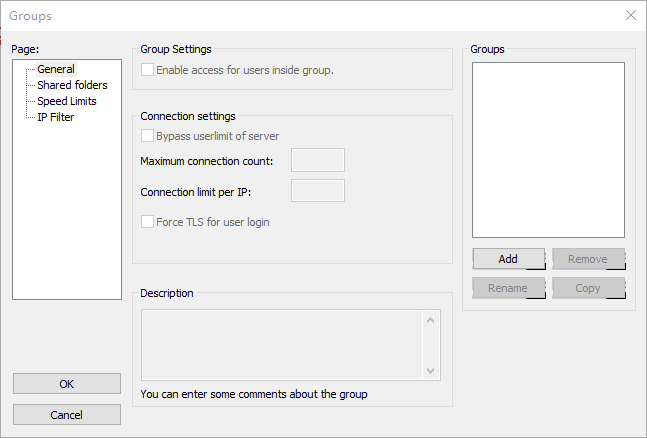 Groups
Page:
General
Shared folders
Speed Limits
IP Filter
OK
Cancel
Group Settings
Enable access for users inside group.
Connection settings
Bypass userlimit of server
Maximum connection count:
Connection limit per IP:
Force TLS for user login
Description
You can enter some comments about the group
Groups
Add
Remove
Rename
Copy